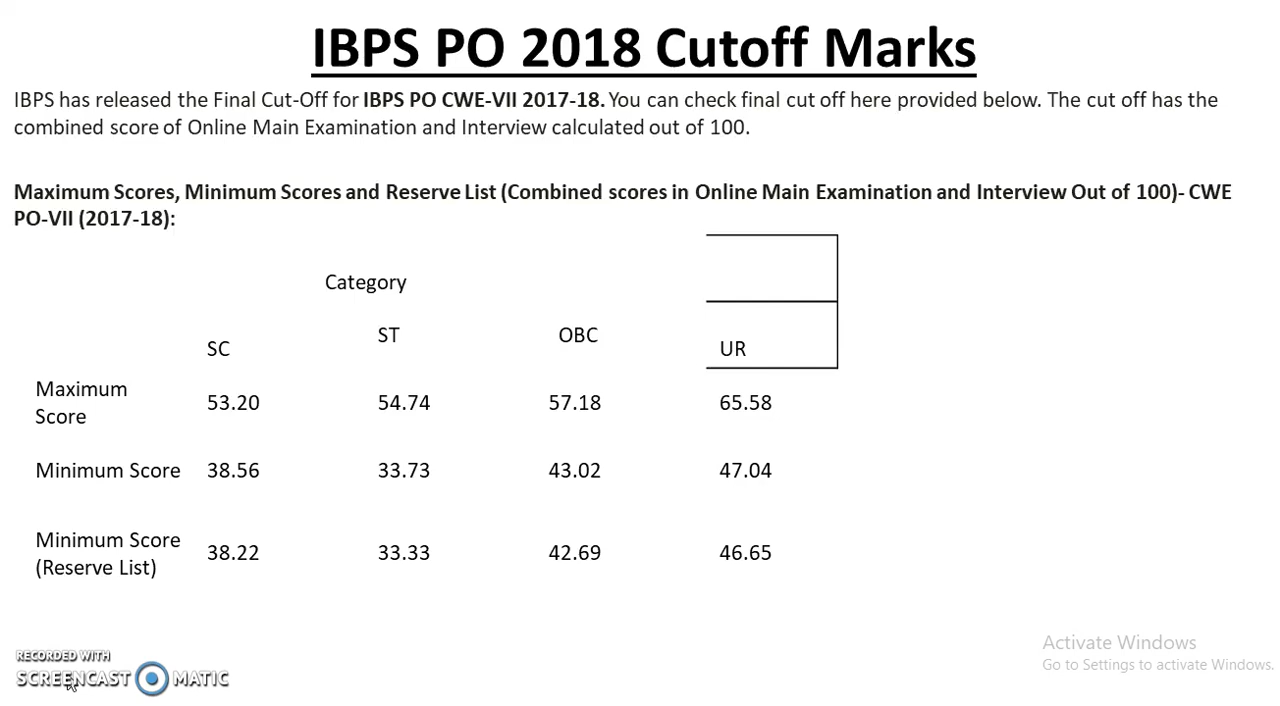 IBPS PO 2018 Cutoff Marks
IBPS has released the Final Cut-Off for IBPS PO CWE-VII 2017-18. You can check final cut off here provided below. The cut off has the
combined score of Online Main Examination and Interview calculated out of 100.
Maximum Scores, Minimum Scores and Reserve List (Combined scores in Online Main Examination and Interview Out of 100)- CWE
PO-VII (2017-18):
Category
SC ST OBC UR
Maximum
Score
53.20 54.74 57.18 65.58
Minimum Score 38.56 33.73 43.02 47.04
Minimum Score
(Reserve List)
38.22 33.33 42.69 46.65
Activate Windows
Go to Settings to activate Windows.
RECORDED WITH
SCREENCAST MATIC